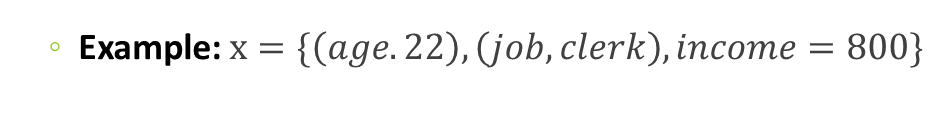 ◦ Example: x = {(age. 22), (job, clerk), income = 800}